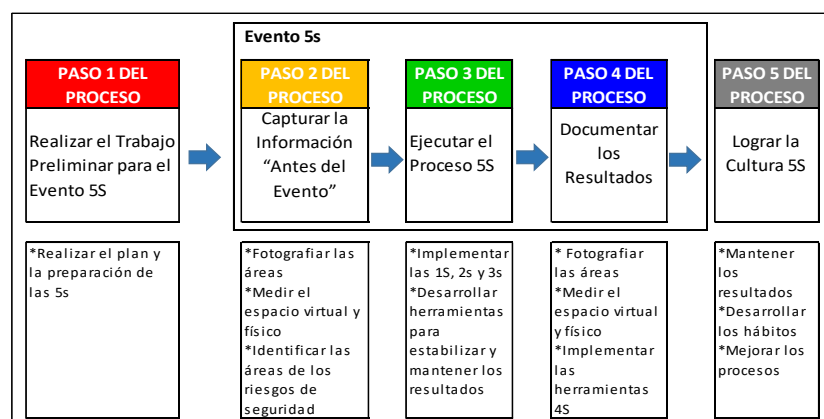 Evento 5s
PASO 1 DEL
PROCESO
Realizar el Trabajo
Preliminar para el
Evento 5S
PASO 2 DEL
PROCESO
Capturar la
Información
“Antes del
Evento”
PASO 3 DEL
PROCESO
Ejecutar el
Proceso 5S
PASO 4 DEL
PROCESO
Documentar
los
Resultados
PASO 5 DEL
PROCESO
Lograr la
Cultura 5S
*Realizar el plan y
la preparación de
las 5s
*Fotografiar las
áreas
*Medir el
espacio virtual y
físico
*Identificar las
áreas de los
riesgos de
seguridad
*Implementar
las 1S, 2s y 3s
*Desarrollar
herramientas
para
estabilizar y
mantener los
resultados
* Fotografiar
las áreas
*Medir el
espacio virtual
y físico
*Implementar
las
herramientas
4S
*Mantener
los
resultados
*Desarrollar
los hábitos
*Mejorar los
procesos